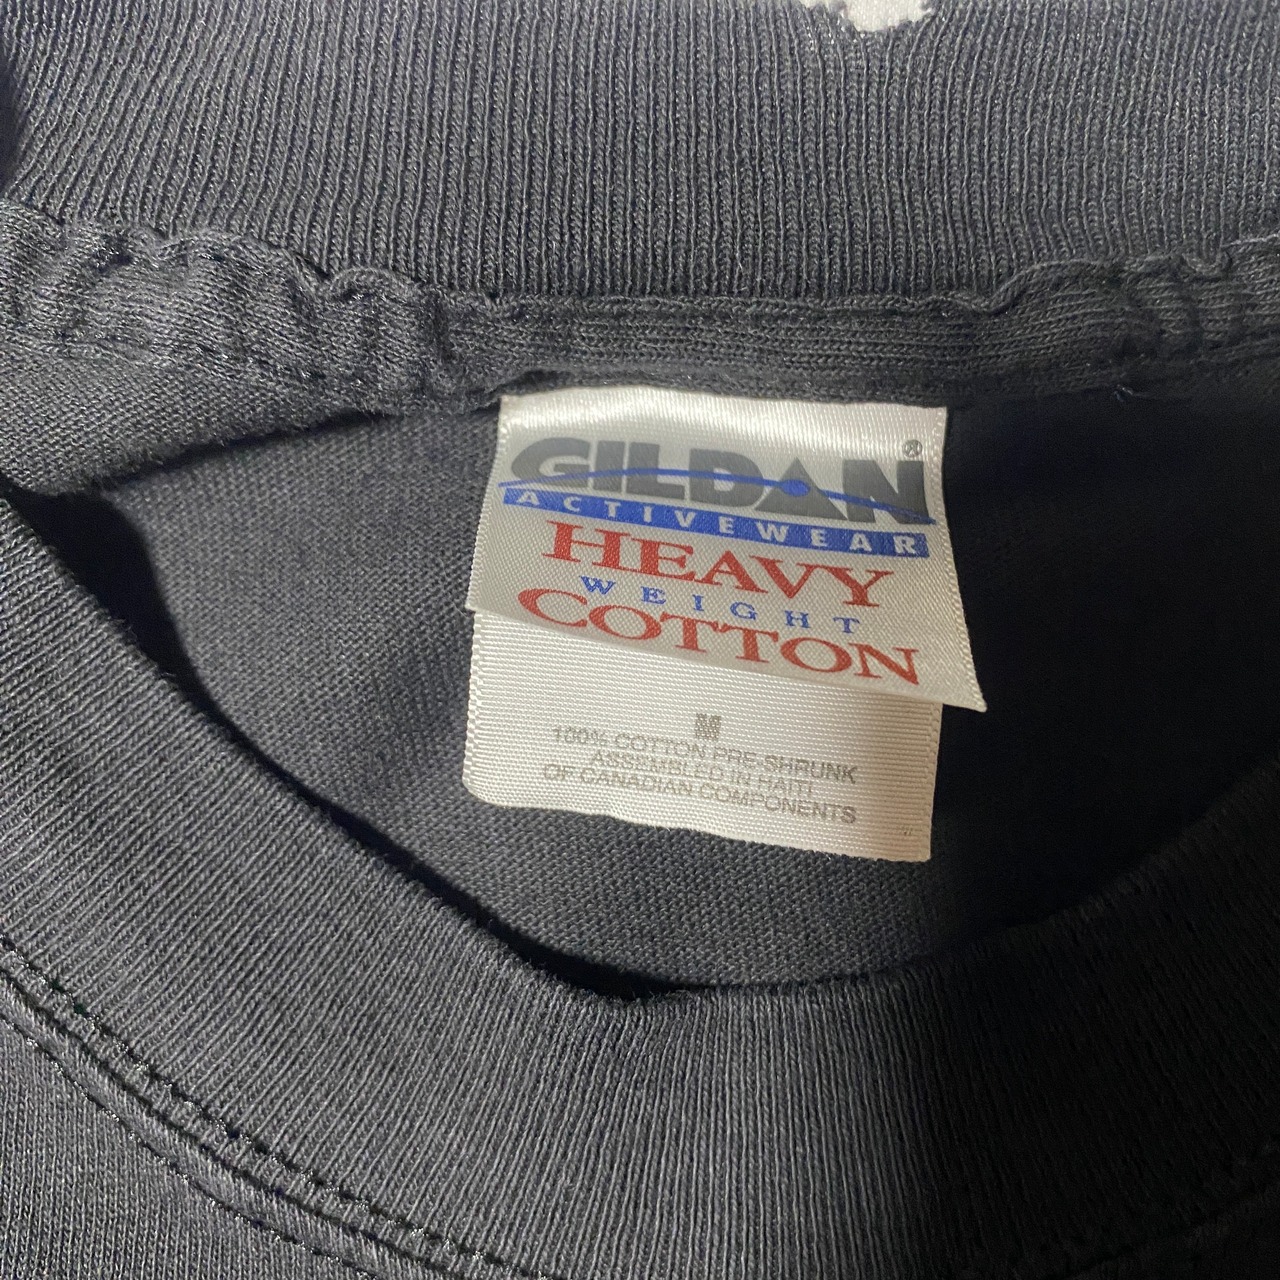 GILDAN®
ACTIVEWEAR
HEAVY
WEIGHT
COTTON
M
100% COTTON PRE-SHRUNK
ASSEMBLED IN HAITI
OF CANADIAN COMPONENTS